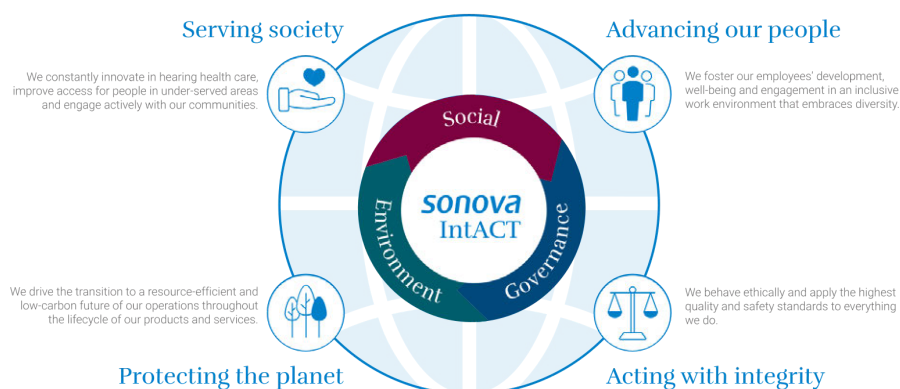 Serving society
We constantly innovate in hearing health care,
improve access for people in under-served areas
and engage actively with our communities.
Advancing our people
We foster our employees' development,
well-being and engagement in an inclusive
work environment that embraces diversity.
Social
Environment
Governance
sonova
IntACT
We drive the transition to a resource-efficient and
low-carbon future of our operations throughout
the lifecycle of our products and services.
Protecting the planet
We behave ethically and apply the highest
quality and safety standards to everything
we do.
Acting with integrity